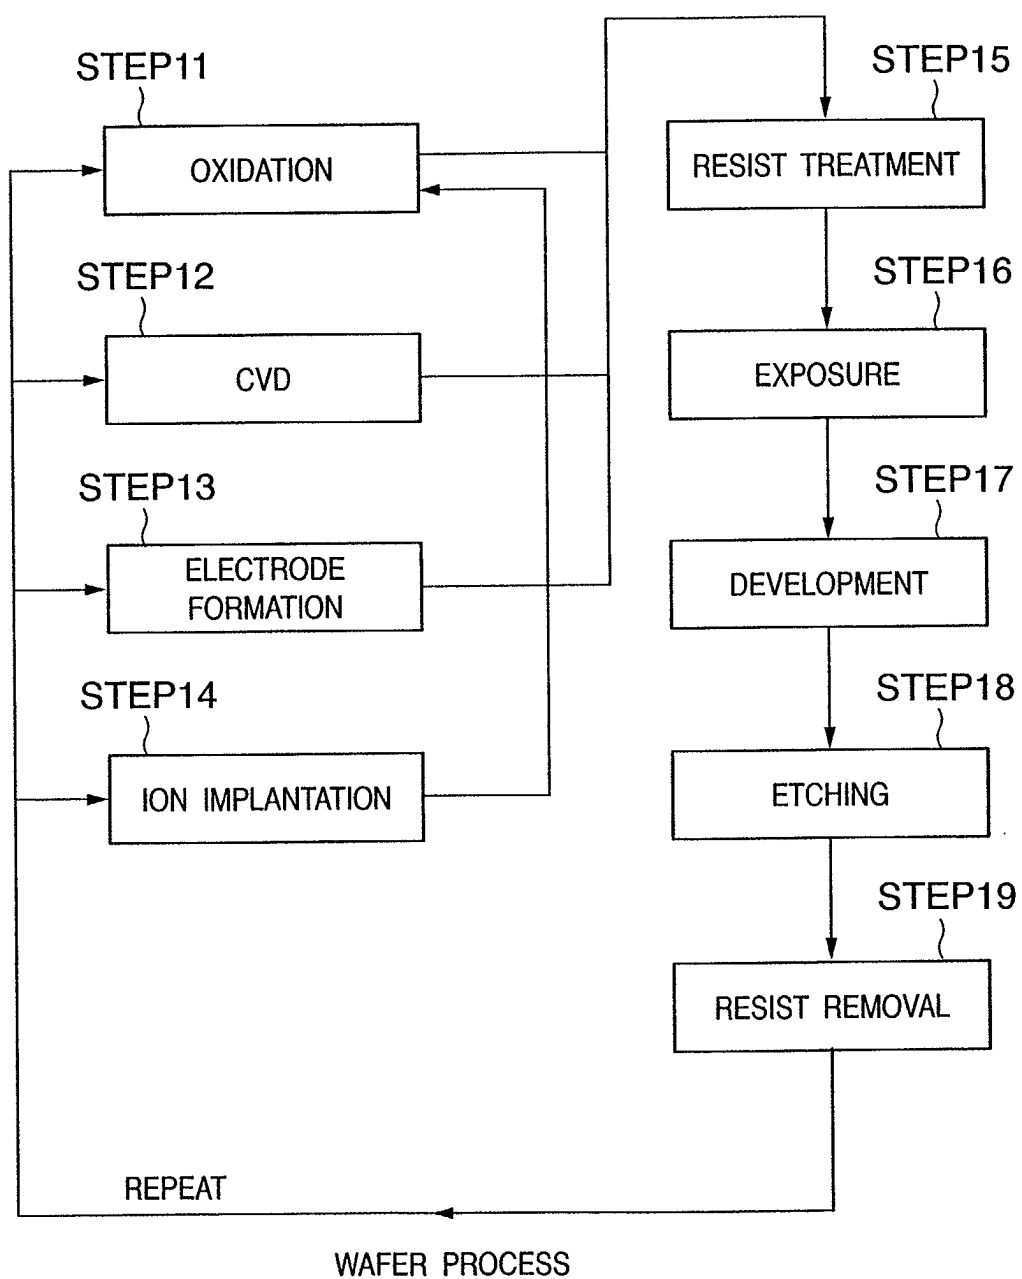 STEP11
OXIDATION
STEP12
CVD
STEP13
ELECTRODE
FORMATION
STEP14
ION IMPLANTATION
STEP15
RESIST TREATMENT
STEP16
EXPOSURE
STEP17
DEVELOPMENT
STEP18
ETCHING
STEP19
RESIST REMOVAL
REPEAT
WAFER PROCESS